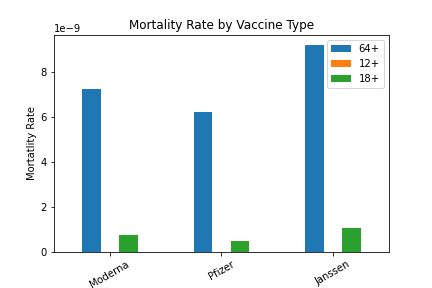 Mortality Rate by Vaccine Type
1e−9
8
6
4
2
0
Mortatlity Rate
64+
12+
18+
Moderna
Pfizer
Janssen